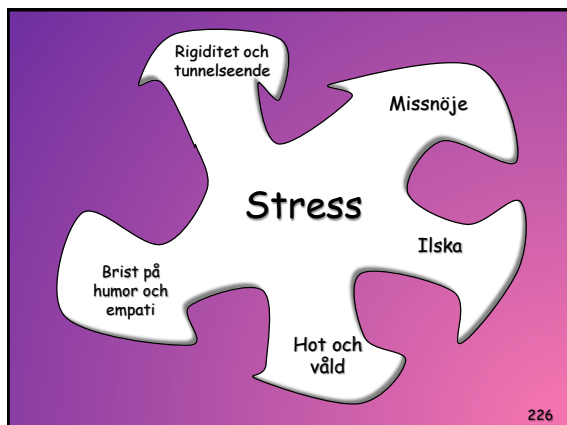 Rigiditet och
tunnelseende
Missnöje
Stress
Ilska
Brist på
humor och
empati
Hot och
våld
226